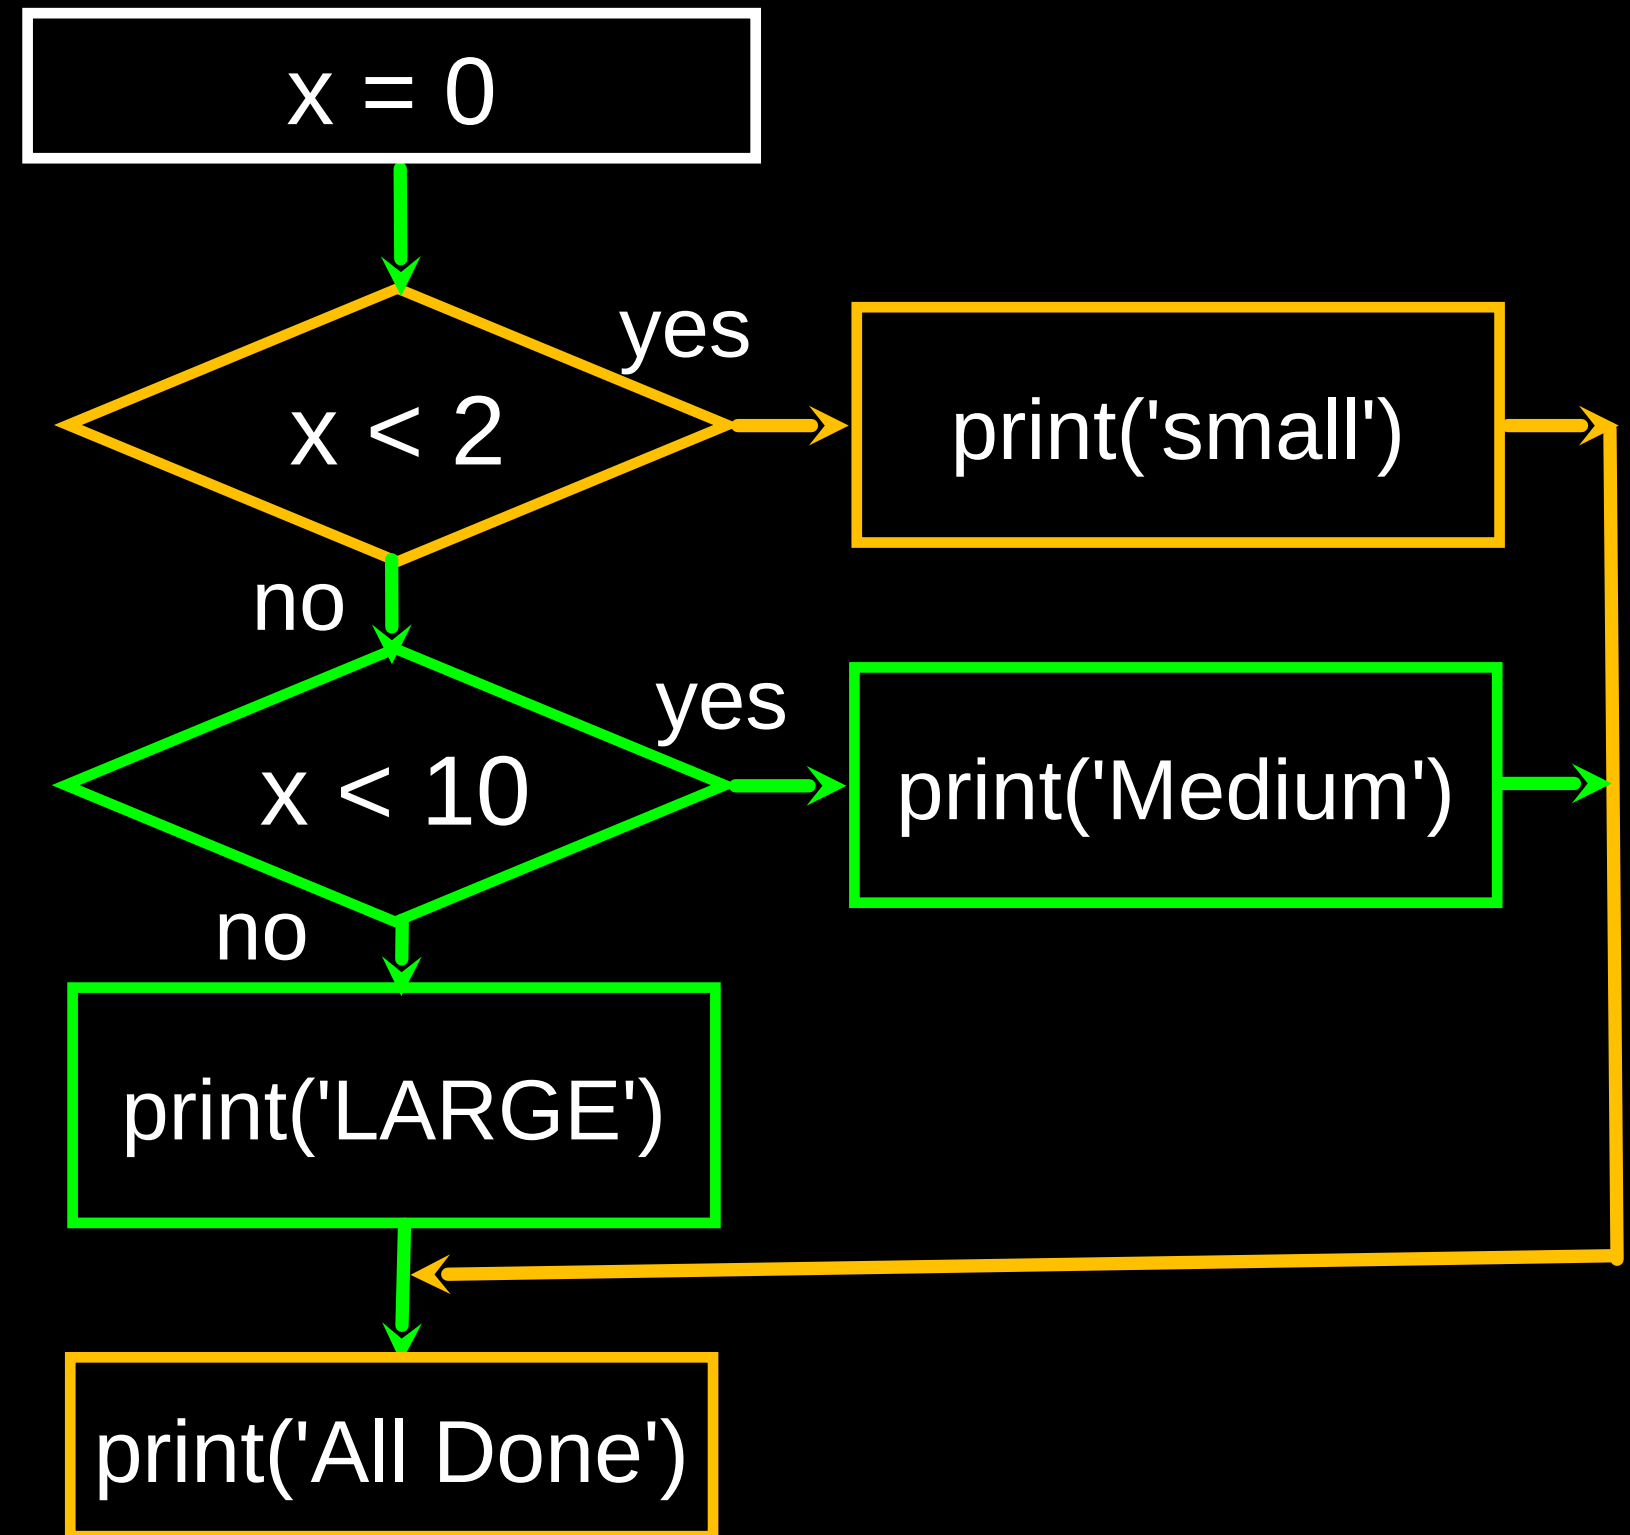 x = 0
yes
x < 2
print('small')
no
yes
x < 10
print('Medium')
no
print('LARGE')
print('All Done')